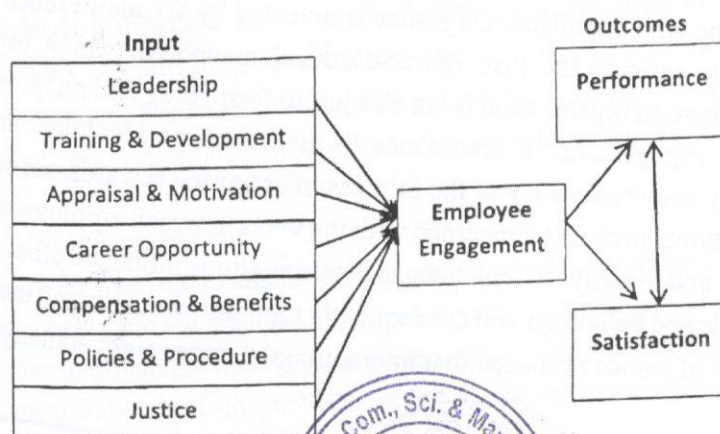 Input
Leadership
Training & Development
Appraisal & Motivation
Career Opportunity
Compensation & Benefits
Policies & Procedure
Justice
Employee
Engagement
Outcomes
Performance
Satisfaction
Com., Sci. &